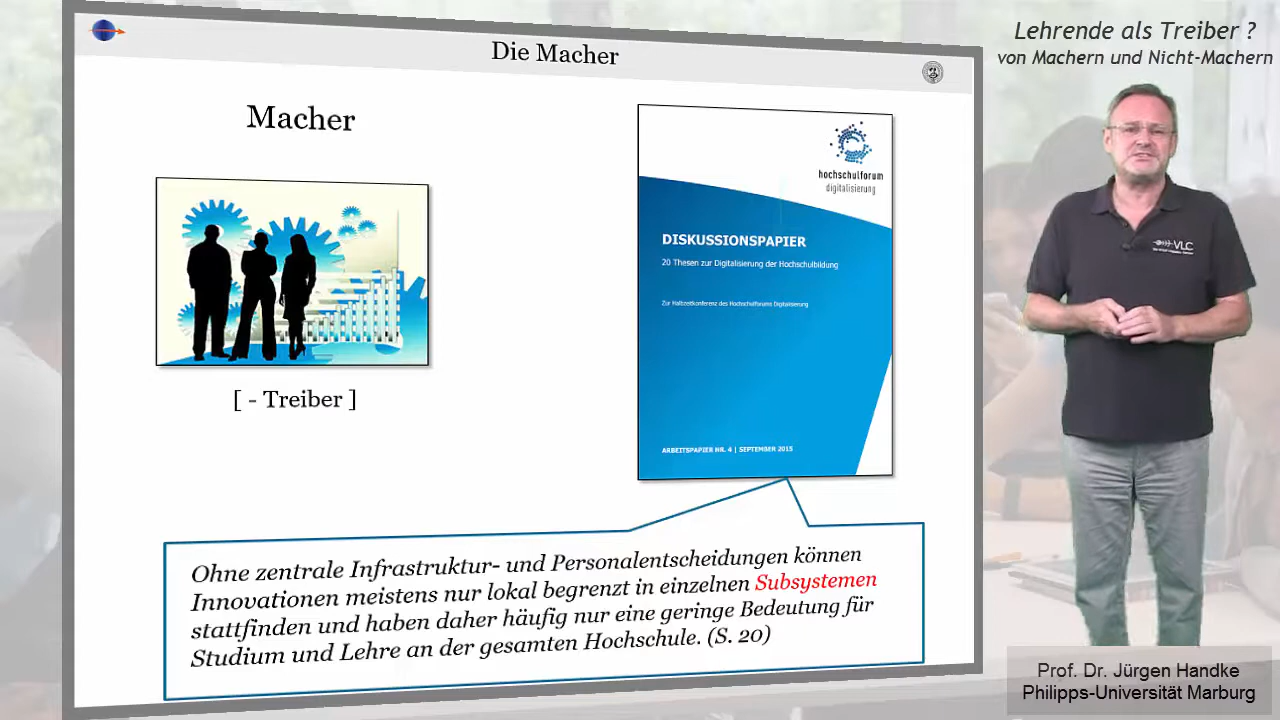 Die Macher
Macher
[ - Treiber ]
hochschulforum
digitalisierung
DISKUSSIONSPAPIER
20 Thesen zur Digitalisierung der Hochschulbildung
Zur Halbzeitkonferenz des Hochschulforums Digitalisierung
ARBEITSPAPIER NR. 4 | SEPTEMBER 2015
Ohne zentrale Infrastruktur- und Personalentscheidungen können
Innovationen meistens nur lokal begrenzt in einzelnen Subsystemen
stattfinden und haben daher häufig nur eine geringe Bedeutung für
Studium und Lehre an der gesamten Hochschule. (S. 20)
Lehrende als Treiber ?
von Machern und Nicht-Machern
VLC
Prof. Dr. Jürgen Handke
Philipps-Universität Marburg